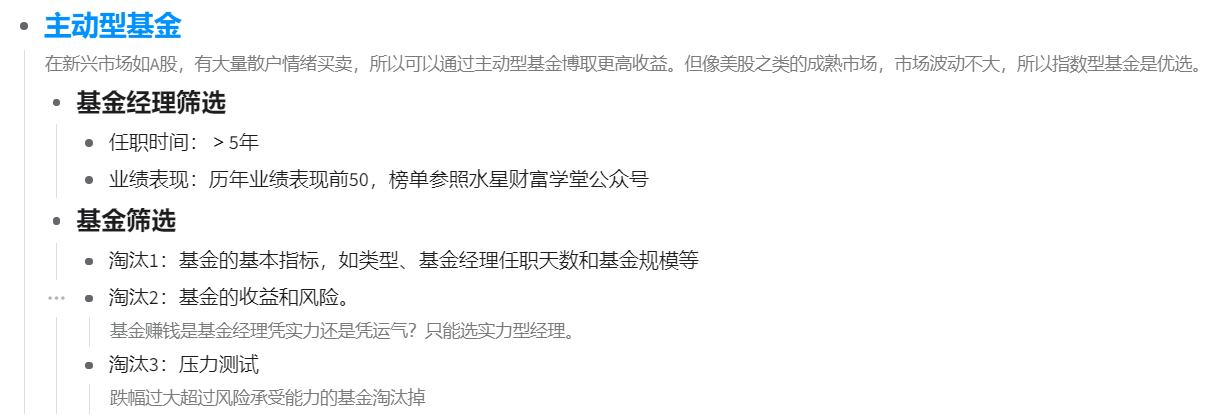 主动型基金
在新兴市场如A股，有大量散户情绪买卖，所以可以通过主动型基金博取更高收益。但像美股之类的成熟市场，市场波动不大，所以指数型基金是优选。
基金经理筛选
任职时间：＞5年
业绩表现：历年业绩表现前50，榜单参照水星财富学堂公众号
基金筛选
淘汰1：基金的基本指标，如类型、基金经理任职天数和基金规模等
淘汰2：基金的收益和风险。
基金赚钱是基金经理凭实力还是凭运气？只能选实力型经理。
淘汰3：压力测试
跌幅过大超过风险承受能力的基金淘汰掉